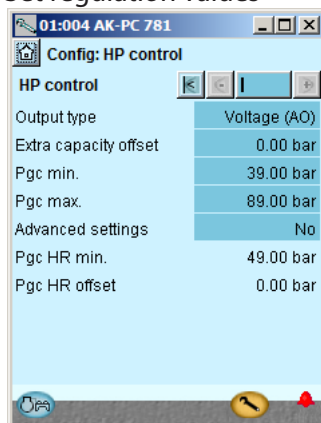 Set regulation values
01:004 AK-PC 781
Config: HP control
HP control
Output type Voltage (AO)
Extra capacity offset 0.00 bar
Pgc min. 39.00 bar
Pgc max. 89.00 bar
Advanced settings No
Pgc HR min. 49.00 bar
Pgc HR offset 0.00 bar